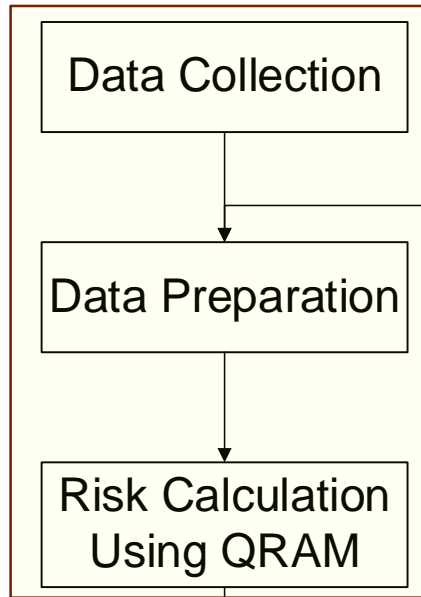 Data Collection
Data Preparation
Risk Calculation
Using QRAM